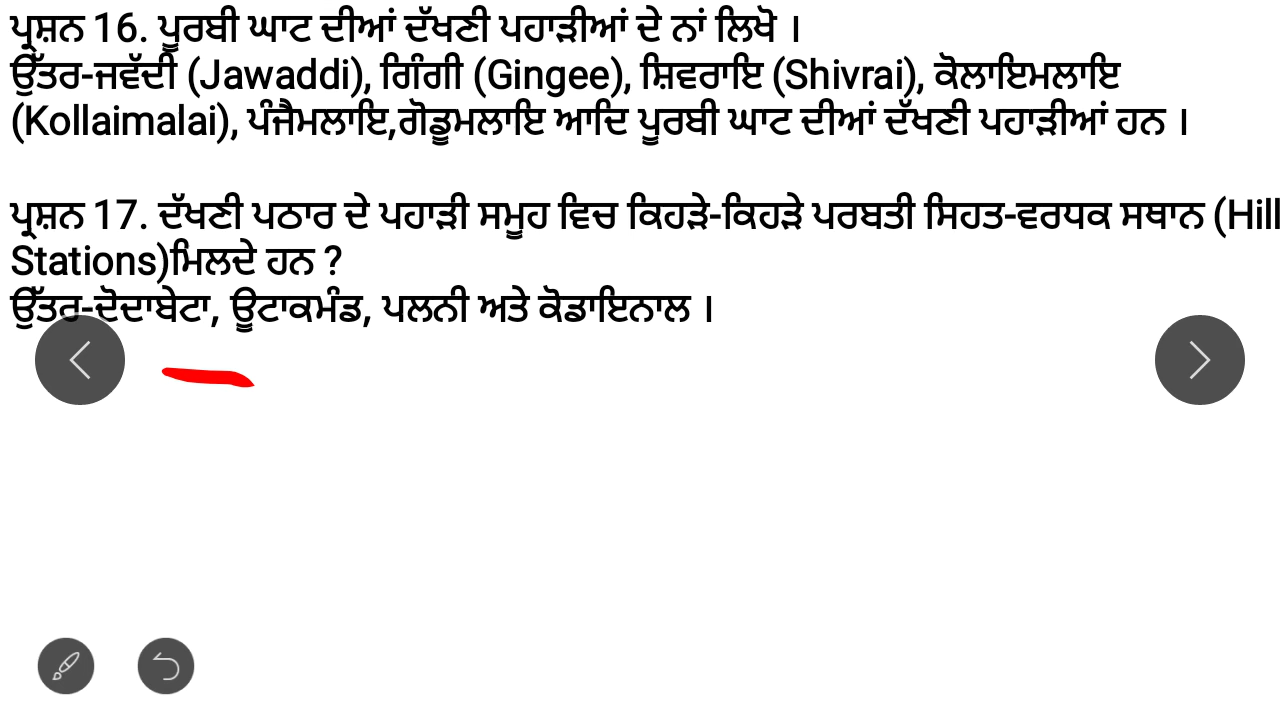 ਪ੍ਰਸ਼ਨ 16. ਪੂਰਬੀ ਘਾਟ ਦੀਆਂ ਦੱਖਣੀ ਪਹਾੜੀਆਂ ਦੇ ਨਾਂ ਲਿਖੋ ।
ਉੱਤਰ-ਜਵੱਦੀ (Jawaddi), ਗਿੰਗੀ (Gingee), ਸ਼ਿਵਰਾਇ (Shivrai), ਕੋਲਾਇਮਲਾਇ
(Kollaimalai), ਪੰਜੈਮਲਾਇ,ਗੋਡੂਮਲਾਇ ਆਦਿ ਪੂਰਬੀ ਘਾਟ ਦੀਆਂ ਦੱਖਣੀ ਪਹਾੜੀਆਂ ਹਨ ।
ਪ੍ਰਸ਼ਨ 17. ਦੱਖਣੀ ਪਠਾਰ ਦੇ ਪਹਾੜੀ ਸਮੂਹ ਵਿਚ ਕਿਹੜੇ-ਕਿਹੜੇ ਪਰਬਤੀ ਸਿਹਤ-ਵਰਧਕ ਸਥਾਨ (Hill
Stations)ਮਿਲਦੇ ਹਨ ?
ਉੱਤਰ-ਦੋਦਾਬੇਟਾ, ਊਟਾਕਮੰਡ, ਪਲਨੀ ਅਤੇ ਕੋਡਾਇਨਾਲ ।